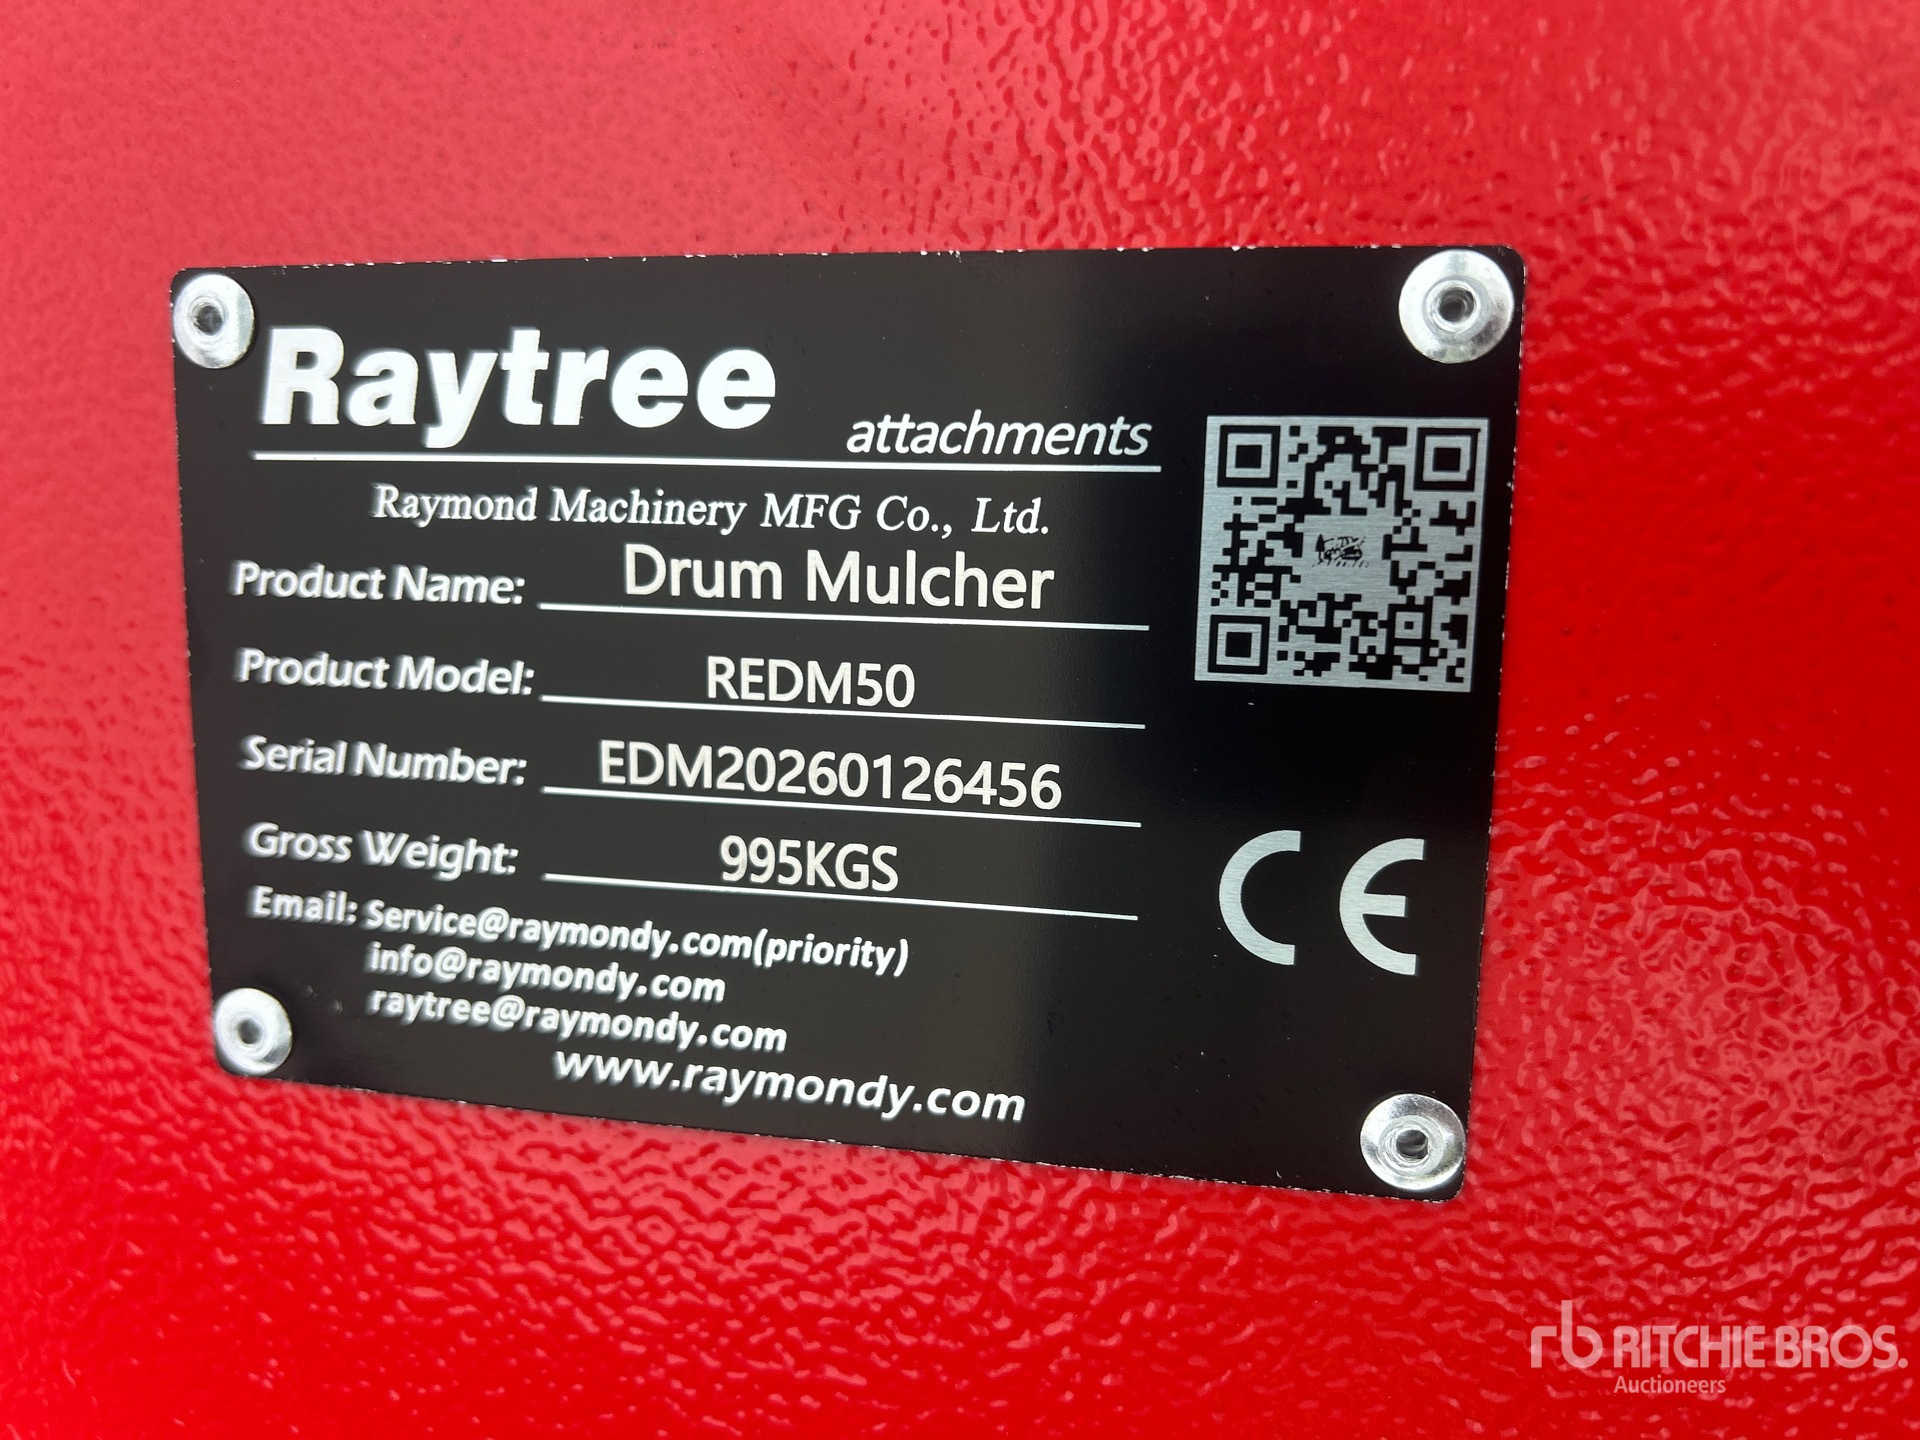 Raytree
attachments
Raymond Machinery MFG Co., Ltd.
Product Name: Drum Mulcher
Product Model: REDM50
Serial Number: EDM20260126456
Gross Weight: 995KGS
Email: Service@raymondy.com(priority)
info@raymondy.com
raytree@raymondy.com
www.raymondy.com
CE
rb RITCHIE BROS.
Auctioneers